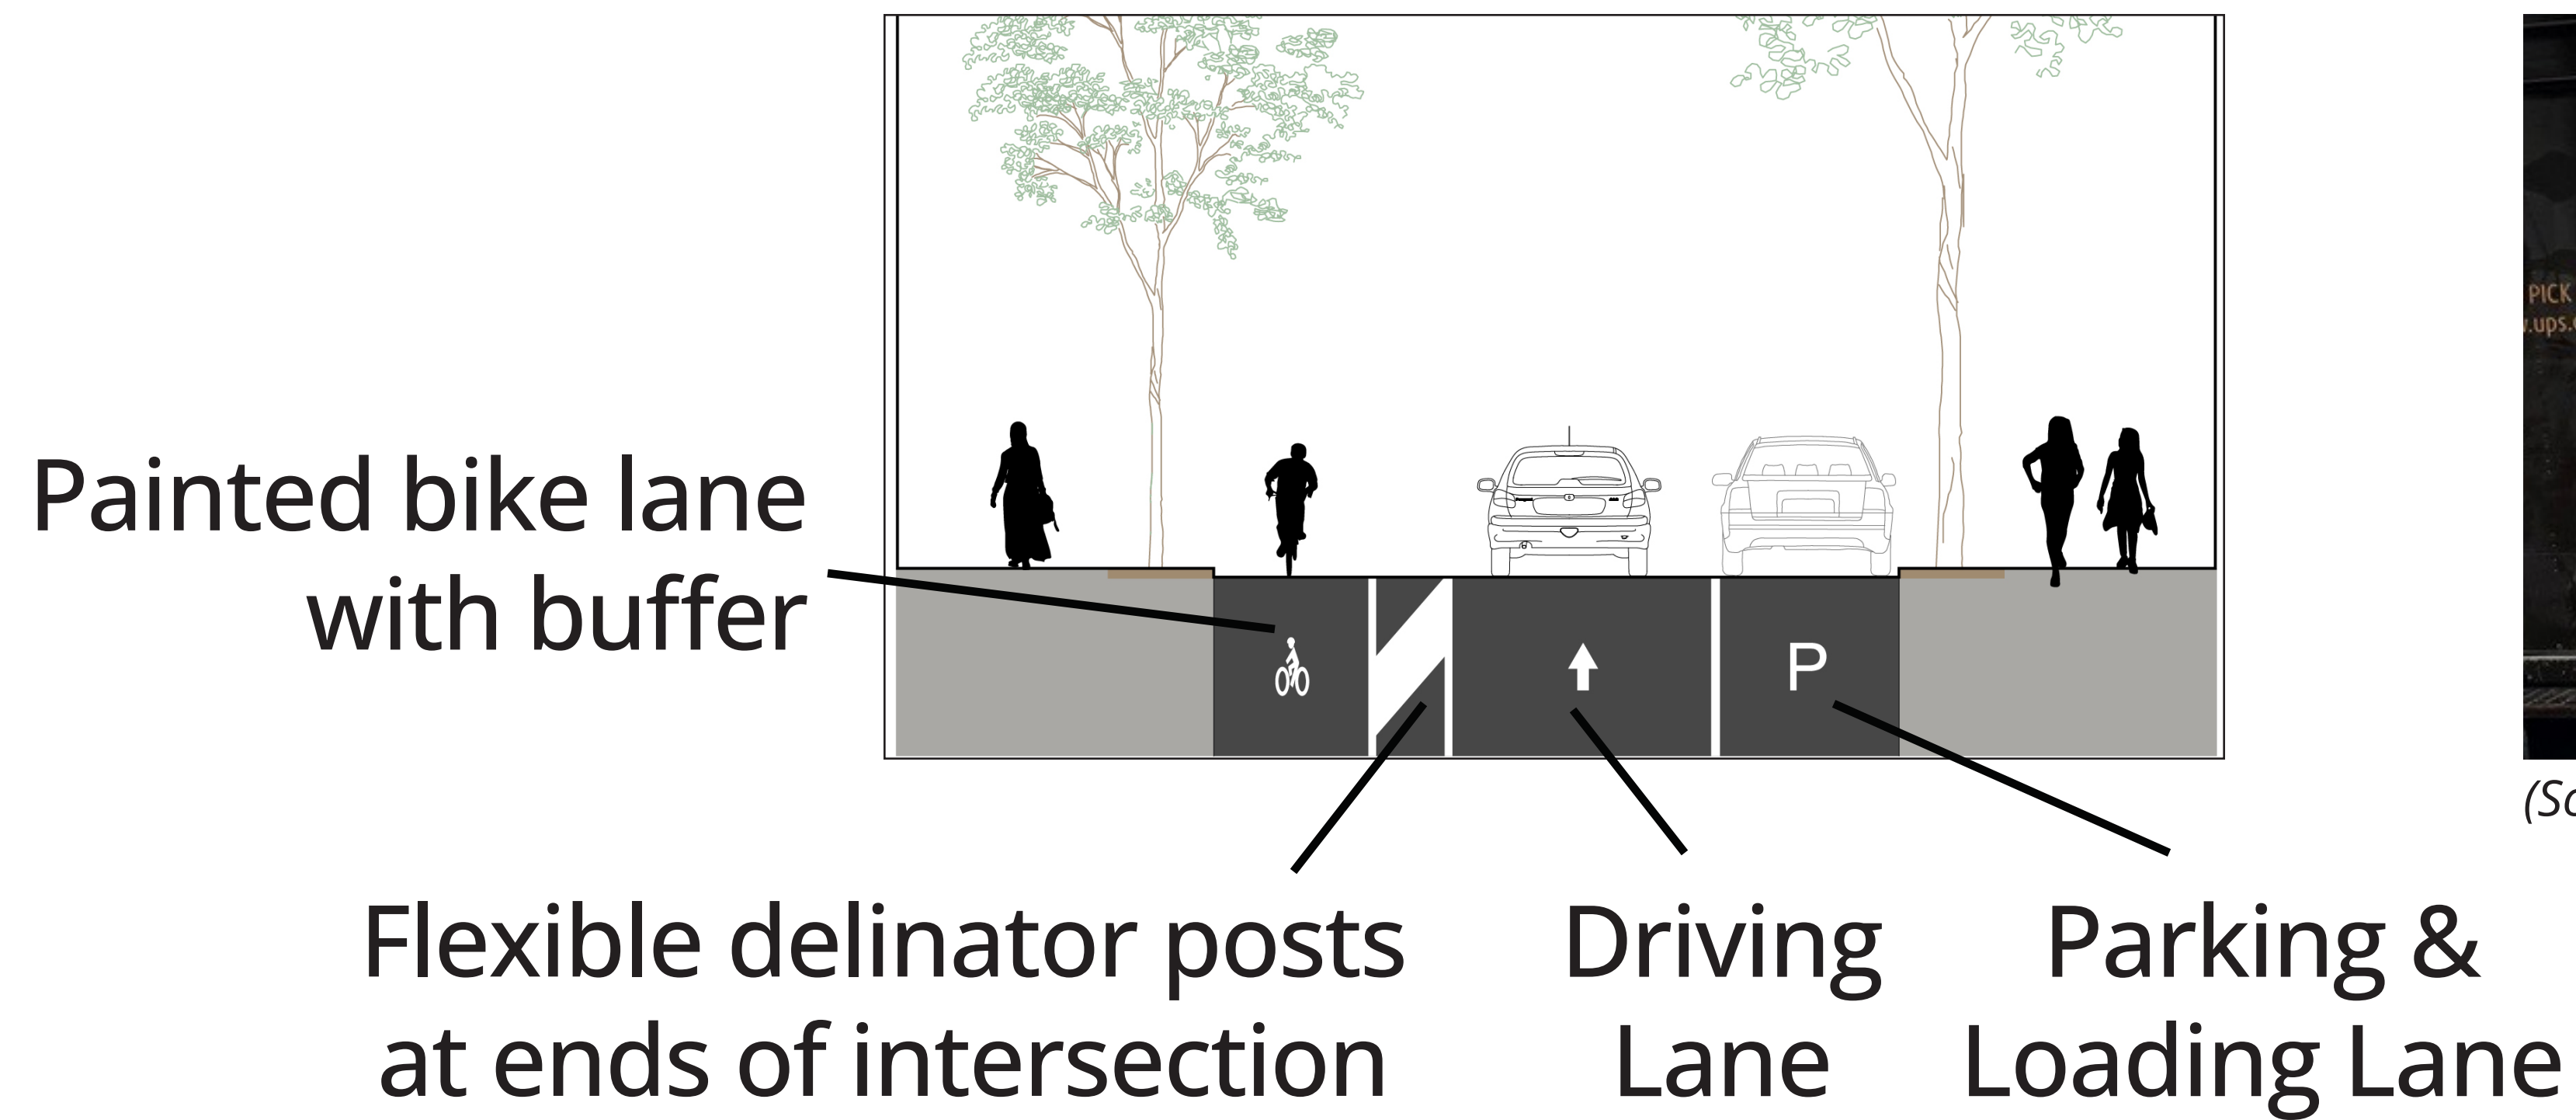 PICK
.ups.
Painted bike lane
with buffer
P
(So
Flexible delinator posts
at ends of intersection
Driving
Lane
Parking &
Loading Lane